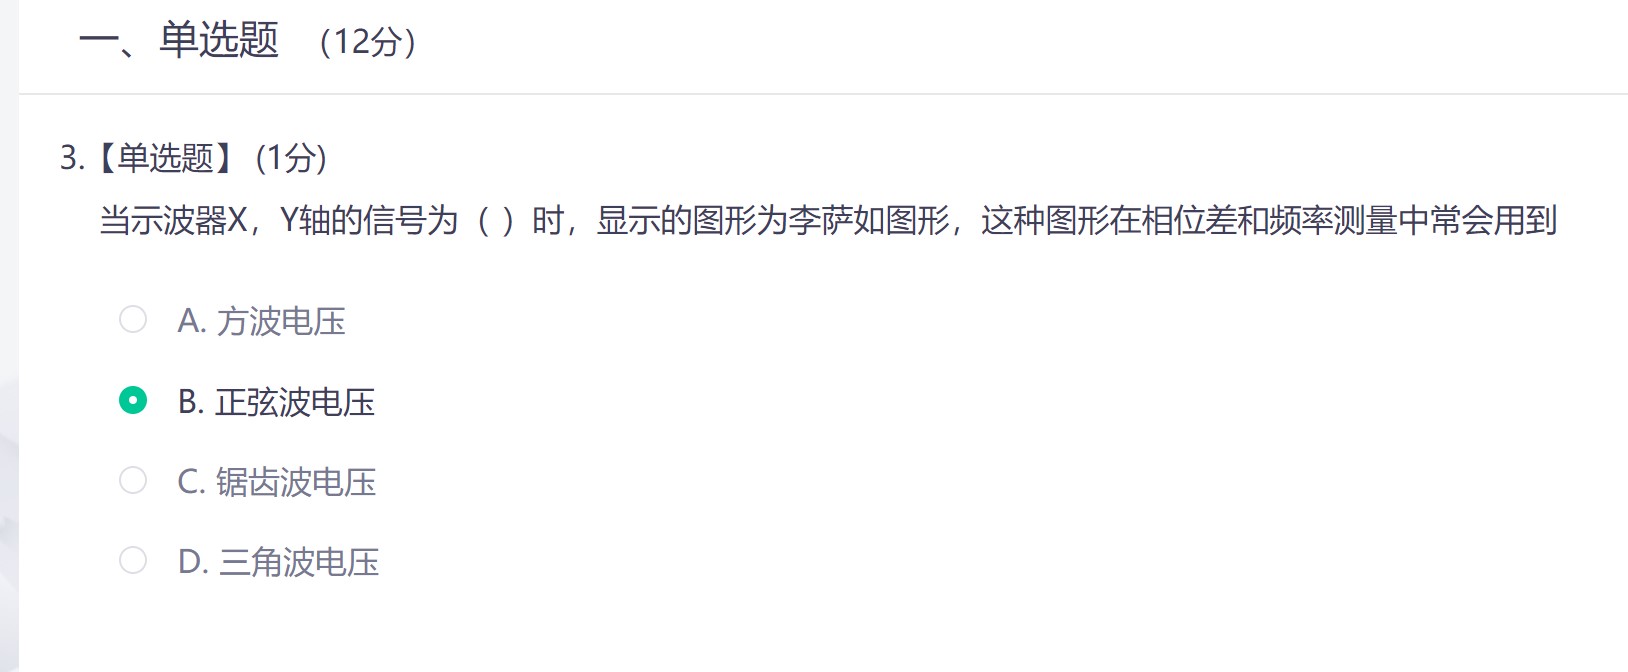 一、单选题 （12分）
3.【单选题】 (1分)
当示波器X，Y轴的信号为（ ）时，显示的图形为李萨如图形，这种图形在相位差和频率测量中常会用到
A. 方波电压
B. 正弦波电压
C. 锯齿波电压
D. 三角波电压